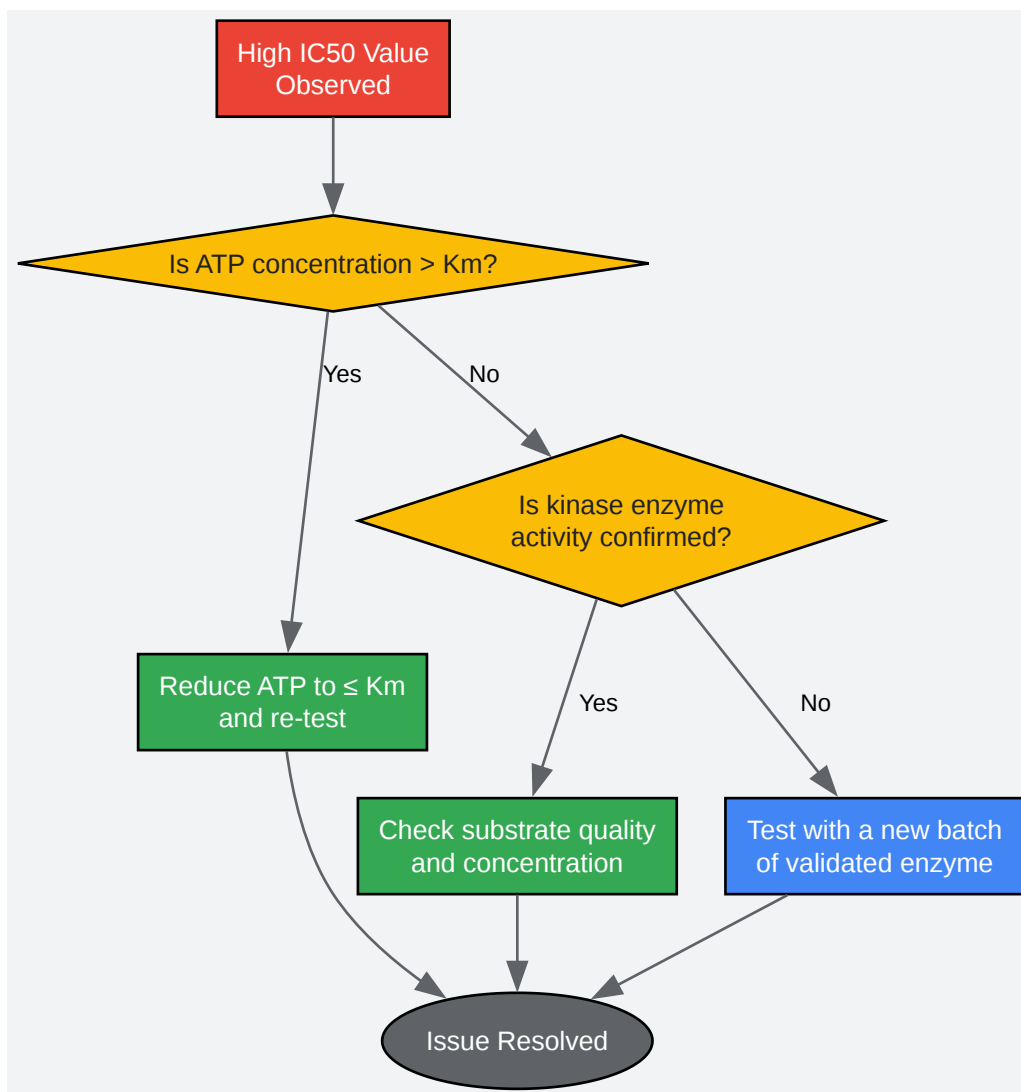 High IC50 Value
Observed
Is ATP concentration > Km?
Yes
No
Is kinase enzyme
activity confirmed?
Reduce ATP to ≤ Km
and re-test
Yes
No
Check substrate quality
and concentration
Test with a new batch
of validated enzyme
Issue Resolved